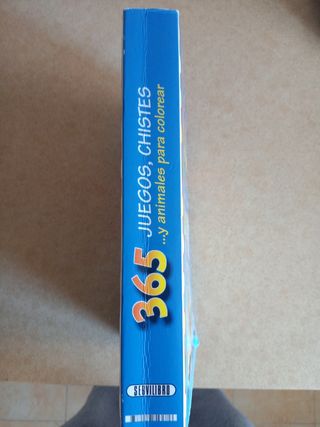 365 JUEGOS, CHISTES
...y animales para colorear
SERVILIBRO